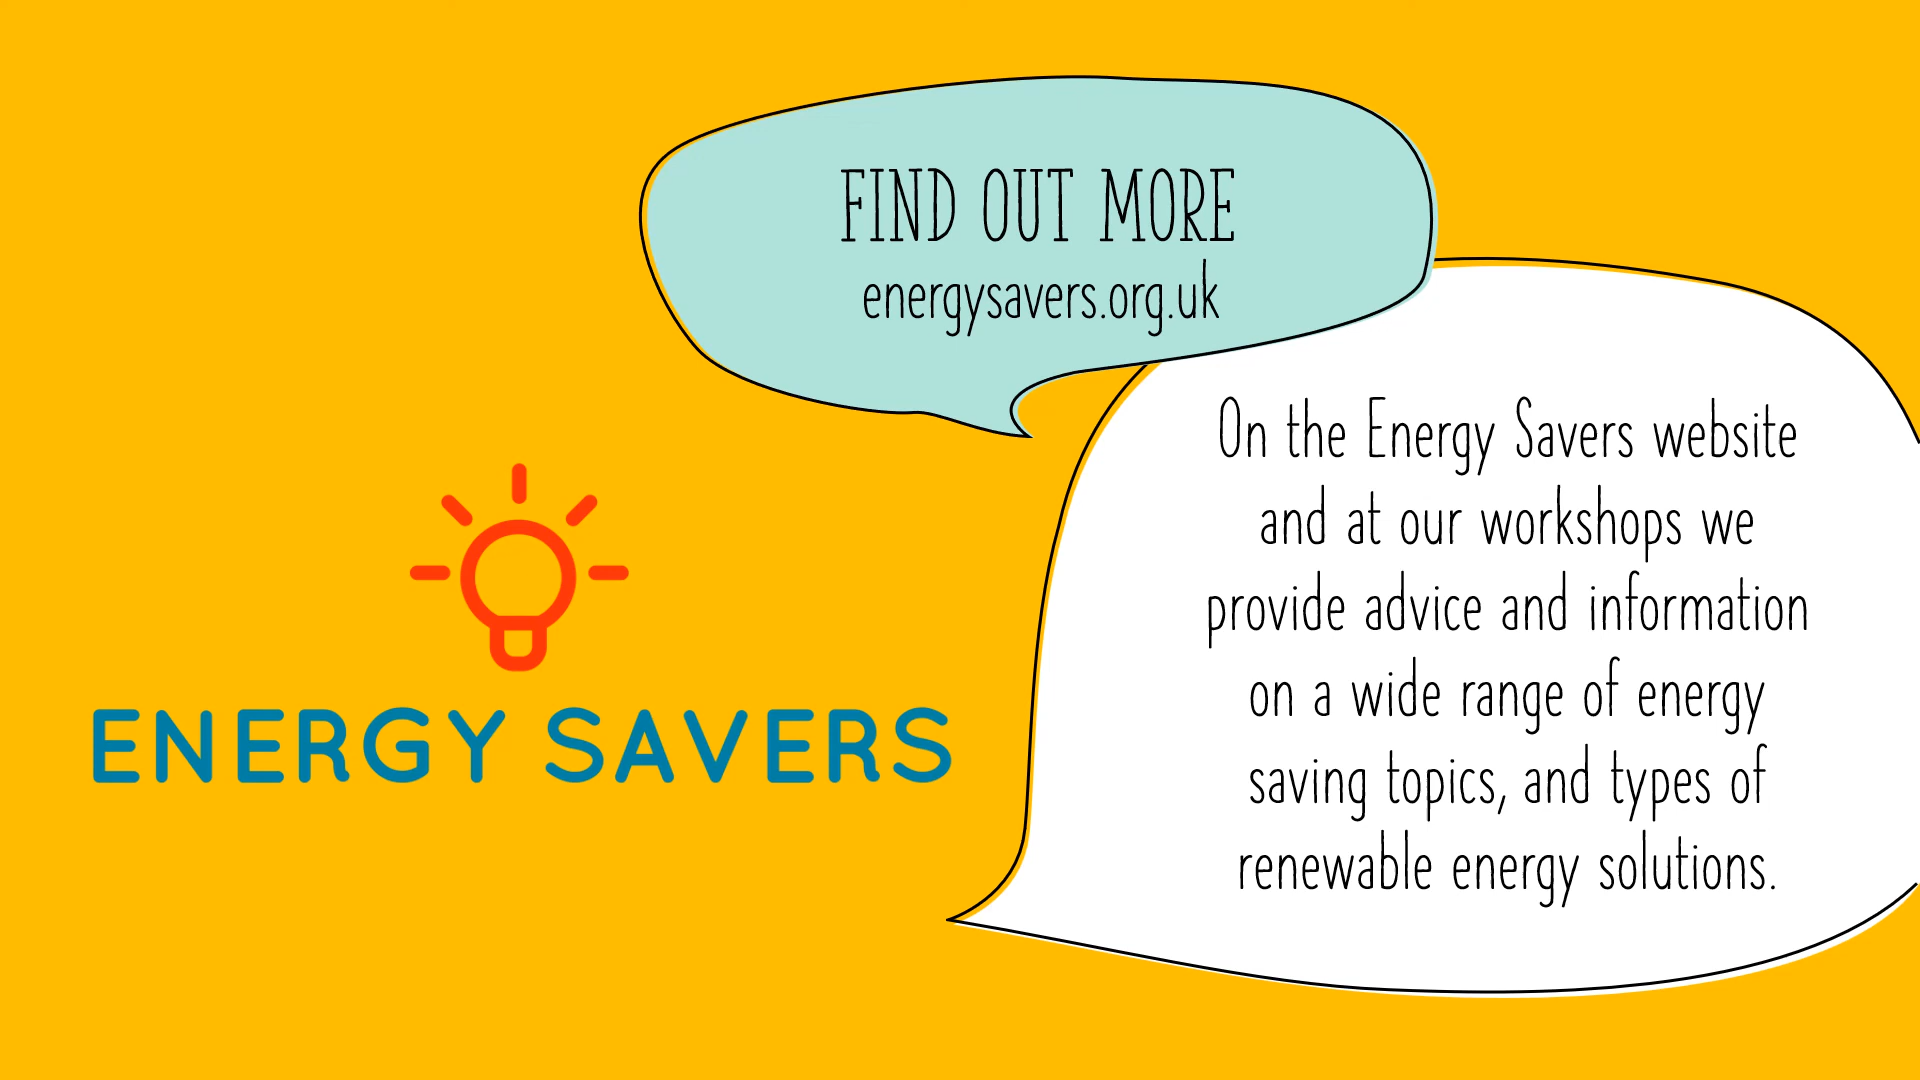 FIND OUT MORE
energysavers.org.uk
On the Energy Savers website
and at our workshops we
provide advice and information
on a wide range of energy
saving topics, and types of
renewable energy solutions.
ENERGY SAVERS